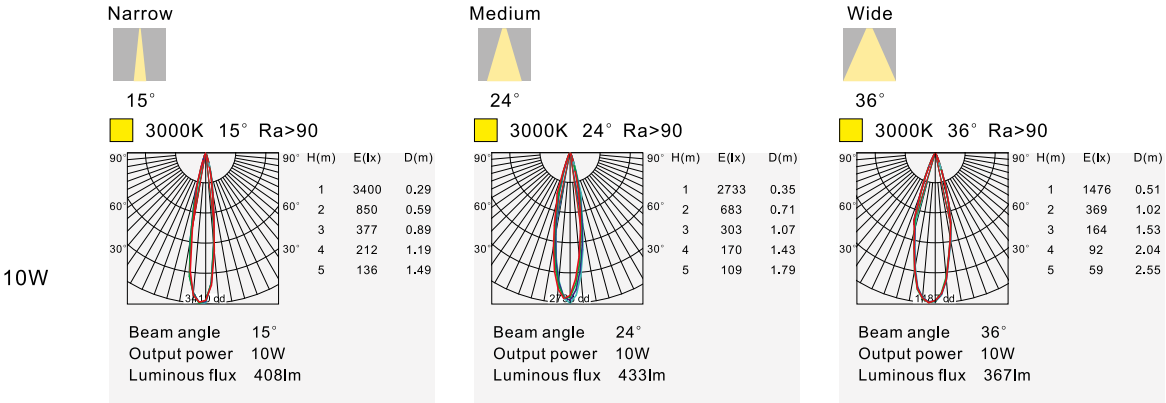 Narrow Medium Wide
15° 24° 36°
3000K 15° Ra>90
90° 90° H(m) E(lx) D(m)
1 3400 0.29
60° 60° 2 850 0.59
3 377 0.89
30° 30° 4 212 1.19
5 136 1.49
Beam angle 15°
Output power 10W
Luminous flux 408lm
3000K 24° Ra>90
90° 90° H(m) E(lx) D(m)
1 2733 0.35
60° 60° 2 683 0.71
3 303 1.07
30° 30° 4 170 1.43
5 109 1.79
Beam angle 24°
Output power 10W
Luminous flux 433lm
3000K 36° Ra>90
90° 90° H(m) E(lx) D(m)
1 1476 0.51
60° 60° 2 369 1.02
3 164 1.53
30° 30° 4 92 2.04
5 59 2.55
1487 cd
Beam angle 36°
Output power 10W
Luminous flux 367lm
10W